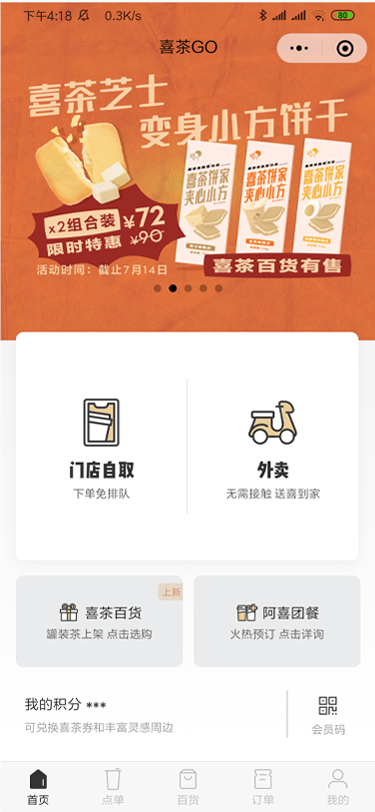 下午4:18 0.3K/s 80
喜茶GO
喜茶芝士
变身小方饼干
喜茶饼家
夹心小方
喜茶饼家
夹心小方
喜茶饼家
夹心小方
x2组合装 ¥72
限时特惠 ¥90
活动时间：截止7月14日
喜茶百货有售
门店自取
下单免排队
外卖
无需接触 送喜到家
上新
喜茶百货
罐装茶上架 点击选购
阿喜团餐
火热预订 点击详询
我的积分 ***
可兑换喜茶券和丰富灵感周边
会员码
首页
点单
百货
订单
我的